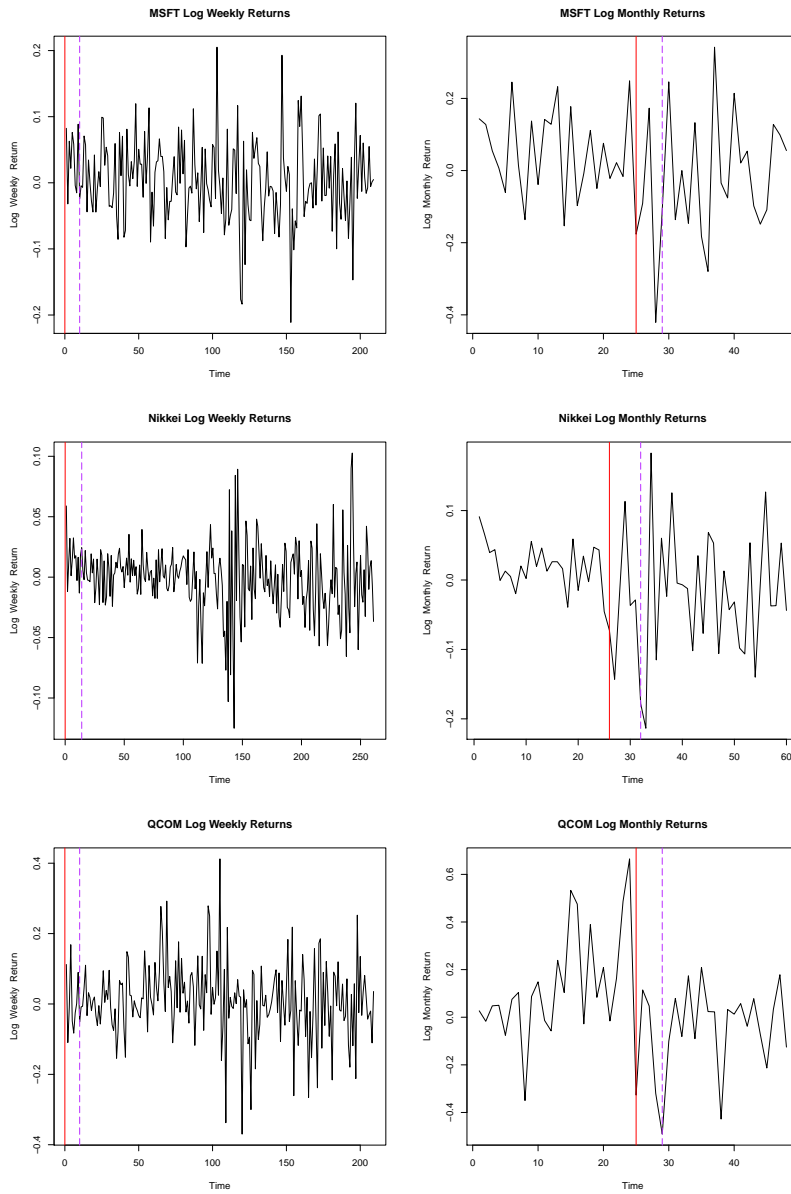 MSFT Log Weekly Returns
Log Weekly Return
0.2
0.1
0.0
−0.1
−0.2
0 50 100 150 200
Time
MSFT Log Monthly Returns
Log Monthly Return
0.2
0.0
−0.2
−0.4
0 10 20 30 40
Time
Nikkei Log Weekly Returns
Log Weekly Return
0.10
0.05
0.00
−0.05
−0.10
0 50 100 150 200 250
Time
Nikkei Log Monthly Returns
Log Monthly Return
0.1
0.0
−0.1
−0.2
0 10 20 30 40 50 60
Time
QCOM Log Weekly Returns
Log Weekly Return
0.4
0.2
0.0
−0.2
−0.4
0 50 100 150 200
Time
QCOM Log Monthly Returns
Log Monthly Return
0.6
0.4
0.2
0.0
−0.2
−0.4
0 10 20 30 40
Time